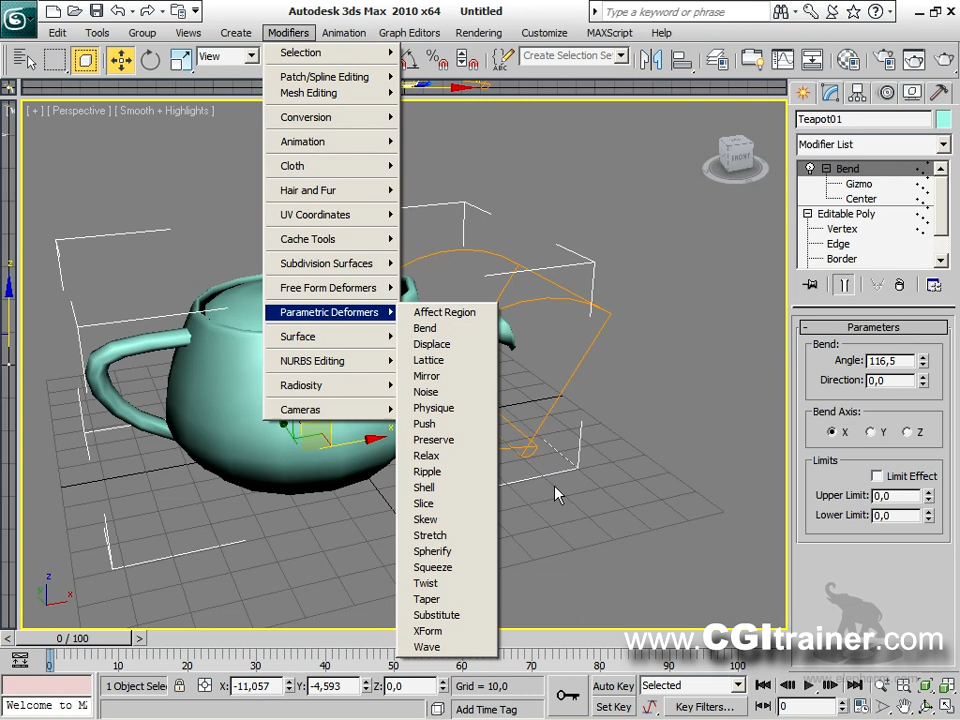 Autodesk 3ds Max 2010 x64 Untitled
Type a keyword or phrase
Edit Tools Group Views Create Modifiers Animation Graph Editors Rendering Customize MAXScript Help
View
Create Selection Se
[ + ] [ Perspective ] [ Smooth + Highlights ]
FRONT
Selection
Patch/Spline Editing
Mesh Editing
Conversion
Animation
Cloth
Hair and Fur
UV Coordinates
Cache Tools
Subdivision Surfaces
Free Form Deformers
Parametric Deformers
Surface
NURBS Editing
Radiosity
Cameras
Affect Region
Bend
Displace
Lattice
Mirror
Noise
Physique
Push
Preserve
Relax
Ripple
Shell
Slice
Skew
Stretch
Spherify
Squeeze
Twist
Taper
Substitute
XForm
Wave
Teapot01
Modifier List
Bend
Gizmo
Center
Editable Poly
Vertex
Edge
Border
Parameters
Bend:
Angle: 116,5
Direction: 0,0
Bend Axis:
X Y Z
Limits
Limit Effect
Upper Limit: 0,0
Lower Limit: 0,0
z
x
y
www.CGItrainer.com
0 / 100
0 10 20 30 40 50 60 70 80 90 100
1 Object Selec
X: -11,057 Y: -4,593 Z: 0,0
Grid = 10,0
Auto Key
Selected
Welcome to M
Add Time Tag
Set Key
Key Filters...
0